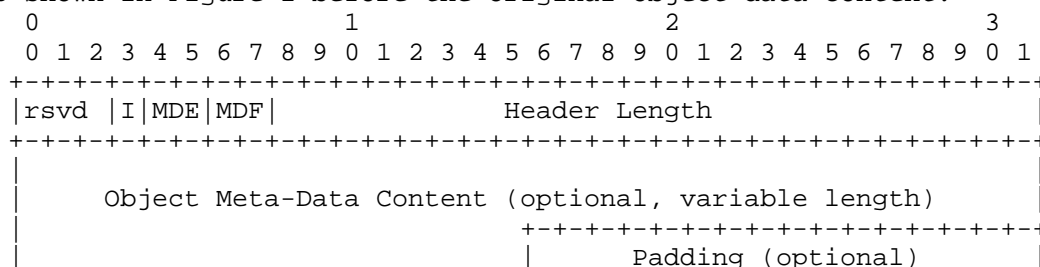 shown in Figure 1 before the original object data content.
0 1 2 3
0 1 2 3 4 5 6 7 8 9 0 1 2 3 4 5 6 7 8 9 0 1 2 3 4 5 6 7 8 9 0 1
+-+-+-+-+-+-+-+-+-+-+-+-+-+-+-+-+-+-+-+-+-+-+-+-+-+-+-+-+-+-+-+-+
|rsvd |I|MDE|MDF| Header Length |
+-+-+-+-+-+-+-+-+-+-+-+-+-+-+-+-+-+-+-+-+-+-+-+-+-+-+-+-+-+-+-+-+
| |
| Object Meta-Data Content (optional, variable length) |
| +-+-+-+-+-+-+-+-+-+-+-+-+-+-+-+-+
| | Padding (optional) |